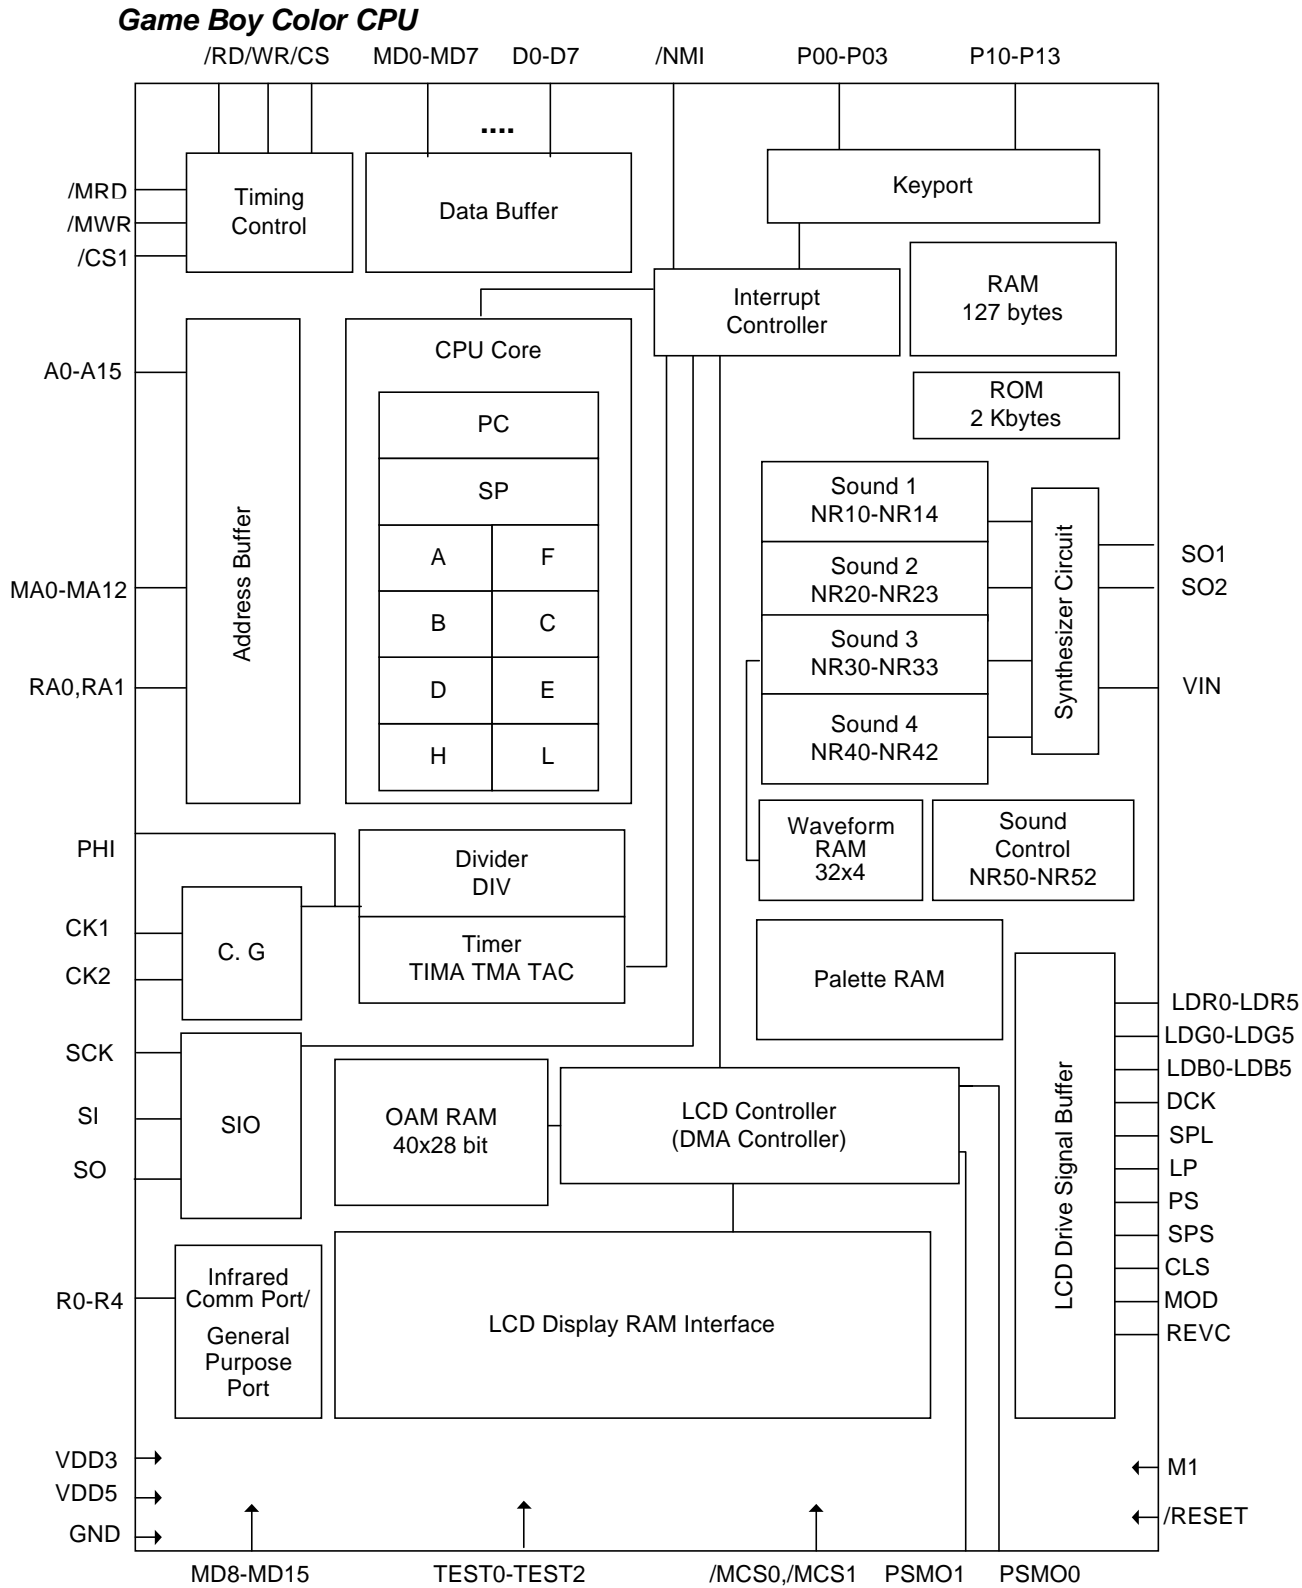 Game Boy Color CPU
/RD/WR/CS
MD0-MD7
D0-D7
/NMI
P00-P03
P10-P13
....
/MRD
/MWR
/CS1
Timing
Control
Data Buffer
Keyport
Interrupt
Controller
RAM
127 bytes
A0-A15
MA0-MA12
RA0,RA1
Address Buffer
CPU Core
PC
SP
A
F
B
C
D
E
H
L
ROM
2 Kbytes
Sound 1
NR10-NR14
Sound 2
NR20-NR23
Sound 3
NR30-NR33
Sound 4
NR40-NR42
Synthesizer Circuit
SO1
SO2
VIN
PHI
CK1
CK2
C. G
Divider
DIV
Timer
TIMA TMA TAC
Waveform
RAM
32x4
Sound
Control
NR50-NR52
Palette RAM
SCK
SI
SO
SIO
OAM RAM
40x28 bit
LCD Controller
(DMA Controller)
LCD Drive Signal Buffer
LDR0-LDR5
LDG0-LDG5
LDB0-LDB5
DCK
SPL
LP
PS
SPS
CLS
MOD
REVC
R0-R4
Infrared
Comm Port/
General
Purpose
Port
LCD Display RAM Interface
VDD3
VDD5
GND
M1
/RESET
MD8-MD15
TEST0-TEST2
/MCS0,/MCS1
PSMO1
PSMO0